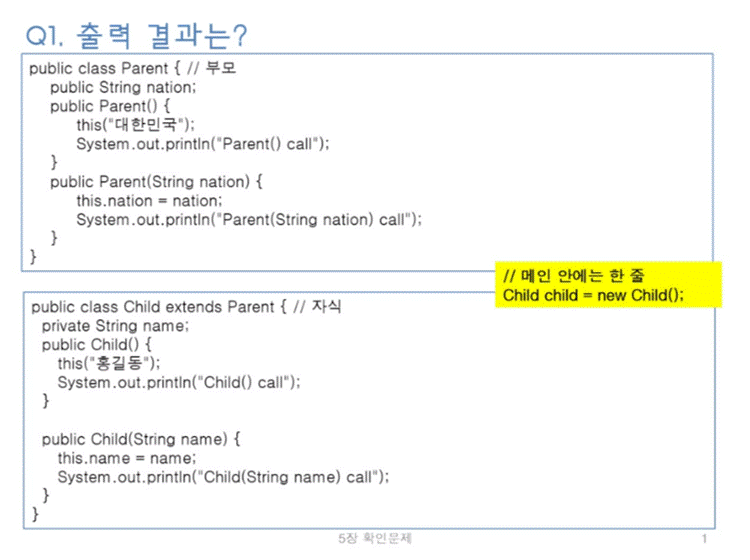 Q1. 출력 결과는?
public class Parent { // 부모
public String nation;
public Parent() {
this("대한민국");
System.out.println("Parent() call");
}
public Parent(String nation) {
this.nation = nation;
System.out.println("Parent(String nation) call");
}
}
// 메인 안에는 한 줄
Child child = new Child();
public class Child extends Parent { // 자식
private String name;
public Child() {
this("홍길동");
System.out.println("Child() call");
}
public Child(String name) {
this.name = name;
System.out.println("Child(String name) call");
}
}
5장 확인문제
1